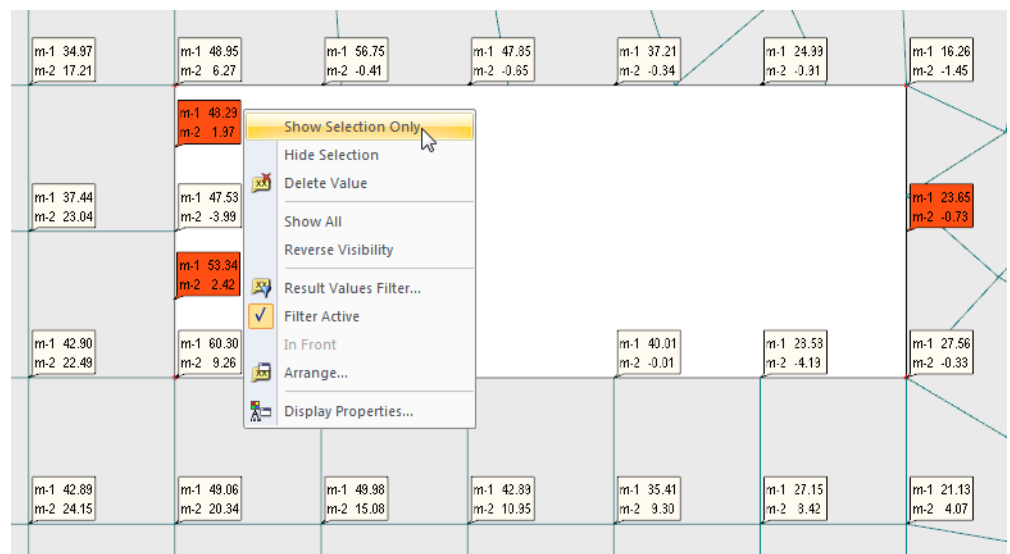 m-1 34.97
m-2 17.21
m-1 48.95
m-2 6.27
m-1 56.75
m-2 -0.41
m-1 47.85
m-2 -0.65
m-1 37.21
m-2 -0.34
m-1 24.99
m-2 -0.91
m-1 16.26
m-2 -1.45
m-1 48.29
m-2 1.97
Show Selection Only
Hide Selection
Delete Value
Show All
Reverse Visibility
Result Values Filter...
Filter Active
In Front
Arrange...
Display Properties...
m-1 37.44
m-2 23.04
m-1 47.53
m-2 -3.99
m-1 23.65
m-2 -0.73
m-1 53.34
m-2 2.42
m-1 42.90
m-2 22.49
m-1 60.30
m-2 9.26
m-1 40.01
m-2 -0.01
m-1 28.58
m-2 -4.19
m-1 27.56
m-2 -0.33
m-1 42.89
m-2 24.15
m-1 49.06
m-2 20.34
m-1 49.98
m-2 15.08
m-1 42.89
m-2 10.95
m-1 35.41
m-2 9.30
m-1 27.15
m-2 8.42
m-1 21.13
m-2 4.07